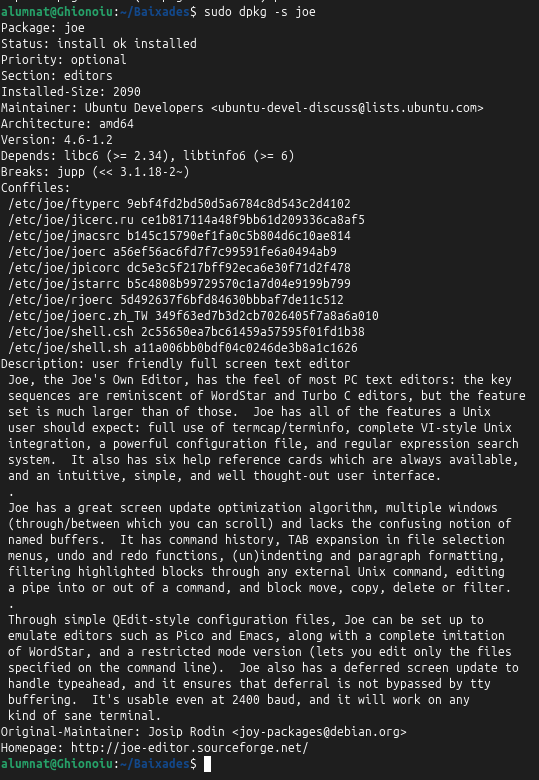 alumnat@Ghionoiu:~/Baixades$ sudo dpkg -s joe
Package: joe
Status: install ok installed
Priority: optional
Section: editors
Installed-Size: 2090
Maintainer: Ubuntu Developers <ubuntu-devel-discuss@lists.ubuntu.com>
Architecture: amd64
Version: 4.6-1.2
Depends: libc6 (>= 2.34), libtinfo6 (>= 6)
Breaks: jupp (<< 3.1.18-2~)
Conffiles:
 /etc/joe/ftyperc 9ebf4fd2bd50d5a6784c8d543c2d4102
 /etc/joe/jicerc.ru ce1b817114a48f9bb61d209336ca8af5
 /etc/joe/jmacsrc b145c15790ef1fa0c5b804d6c10ae814
 /etc/joe/joerc a56ef56ac6fd7f7c99591fe6a0494ab9
 /etc/joe/jpicorc dc5e3c5f217bff92eca6e30f71d2f478
 /etc/joe/jstarrc b5c4808b99729570c1a7d04e9199b799
 /etc/joe/rjoerc 5d492637f6bfd84630bbbaf7de11c512
 /etc/joe/joerc.zh_TW 349f63ed7b3d2cb7026405f7a8a6a010
 /etc/joe/shell.csh 2c55650ea7bc61459a57595f01fd1b38
 /etc/joe/shell.sh a11a006bb0bdf04c0246de3b8a1c1626
Description: user friendly full screen text editor
 Joe, the Joe's Own Editor, has the feel of most PC text editors: the key
 sequences are reminiscent of WordStar and Turbo C editors, but the feature
 set is much larger than of those.  Joe has all of the features a Unix
 user should expect: full use of termcap/terminfo, complete VI-style Unix
 integration, a powerful configuration file, and regular expression search
 system.  It also has six help reference cards which are always available,
 and an intuitive, simple, and well thought-out user interface.
 .
 Joe has a great screen update optimization algorithm, multiple windows
 (through/between which you can scroll) and lacks the confusing notion of
 named buffers.  It has command history, TAB expansion in file selection
 menus, undo and redo functions, (un)indenting and paragraph formatting,
 filtering highlighted blocks through any external Unix command, editing
 a pipe into or out of a command, and block move, copy, delete or filter.
 .
 Through simple QEdit-style configuration files, Joe can be set up to
 emulate editors such as Pico and Emacs, along with a complete imitation
 of WordStar, and a restricted mode version (lets you edit only the files
 specified on the command line).  Joe also has a deferred screen update to
 handle typeahead, and it ensures that deferral is not bypassed by tty
 buffering.  It's usable even at 2400 baud, and it will work on any
 kind of sane terminal.
Original-Maintainer: Josip Rodin <joy-packages@debian.org>
Homepage: http://joe-editor.sourceforge.net/
alumnat@Ghionoiu:~/Baixades$